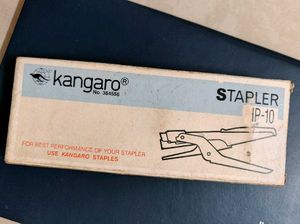 kangaro®
No. 364556
STAPLER
HP-10
FOR BEST PERFORMANCE OF YOUR STAPLER
USE KANGARO STAPLES